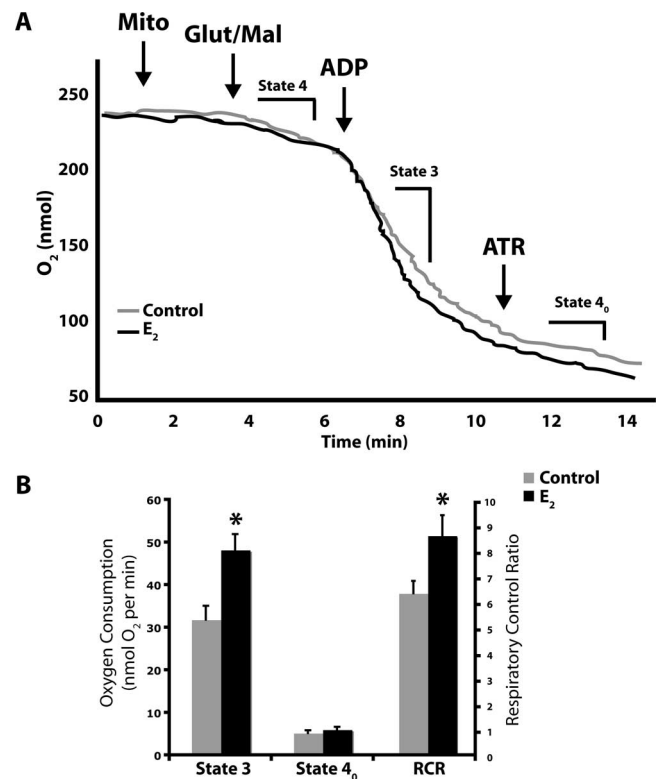 A
Mito
Glut/Mal
ADP
State 4
State 3
ATR
State 4₀
250
200
150
100
50
O₂ (nmol)
Control
E₂
0 2 4 6 8 10 12 14
Time (min)
B
Control
E₂
60
50
40
30
20
10
0
Oxygen Consumption
(nmol O₂ per min)
*
*
10
9
8
7
6
5
4
3
2
1
0
Respiratory Control Ratio
State 3 State 4₀ RCR